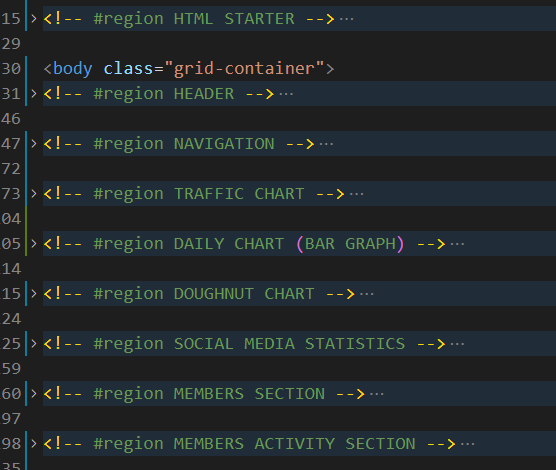 15 > <!-- #region HTML STARTER --> ···
29
30 <body class="grid-container">
31 > <!-- #region HEADER --> ···
46
47 > <!-- #region NAVIGATION --> ···
72
73 > <!-- #region TRAFFIC CHART --> ···
04
05 > <!-- #region DAILY CHART (BAR GRAPH) --> ···
14
15 > <!-- #region DOUGHNUT CHART --> ···
24
25 > <!-- #region SOCIAL MEDIA STATISTICS --> ···
59
60 > <!-- #region MEMBERS SECTION --> ···
97
98 > <!-- #region MEMBERS ACTIVITY SECTION --> ···
35